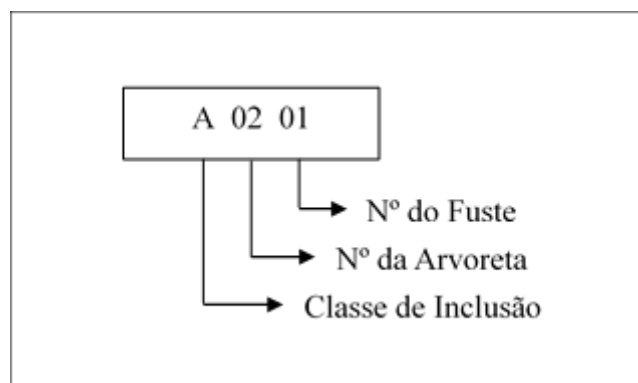 A 02 01
Nº do Fuste
Nº da Arvoreta
Classe de Inclusão